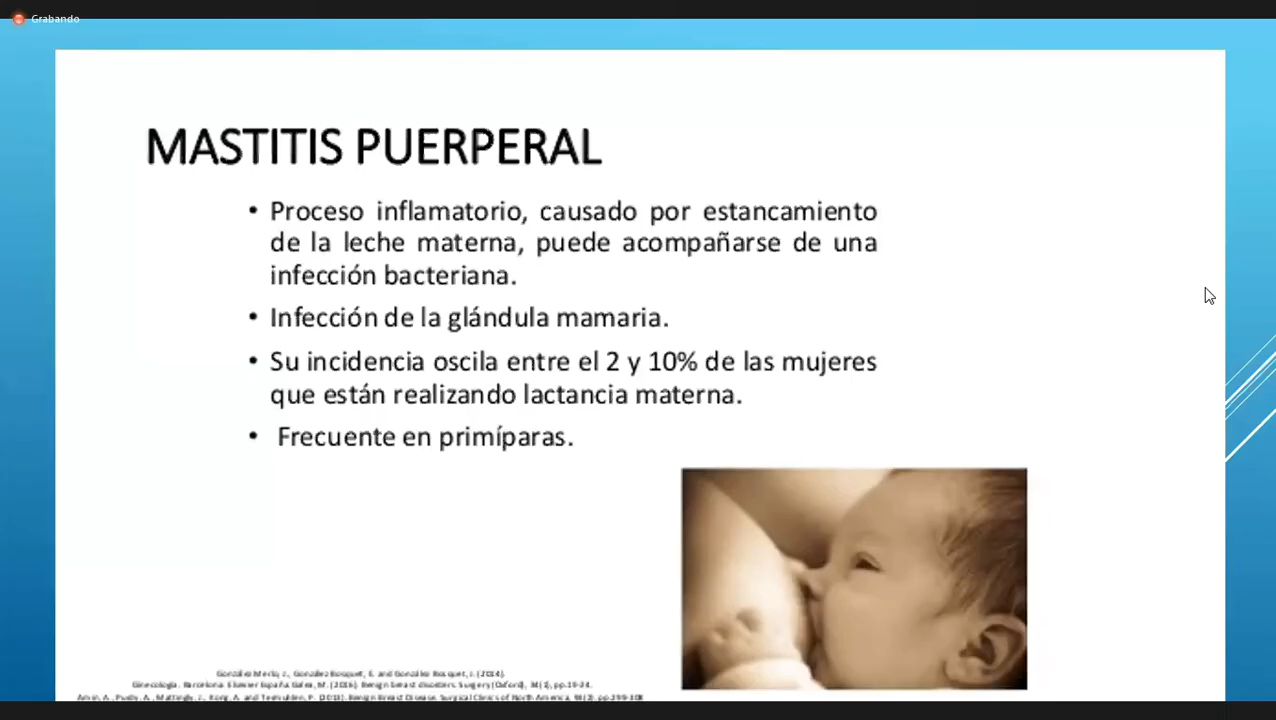 Grabando
MASTITIS PUERPERAL
• Proceso inflamatorio, causado por estancamiento
de la leche materna, puede acompañarse de una
infección bacteriana.
• Infección de la glándula mamaria.
• Su incidencia oscila entre el 2 y 10% de las mujeres
que están realizando lactancia materna.
• Frecuente en primíparas.
González Merlo, J., González Bosquet, E. and González Bosquet, J. (2014).
Ginecología. Barcelona: Elsevier España. Galea, M. (2016). Benign breast disorders. Surgery (Oxford), 34(1), pp.19-24.
Amin, A., Purdy, A., Mattingly, J., Kong, A. and Termuhlen, P. (2013). Benign Breast Disease. Surgical Clinics of North America, 93(2), pp.299-308